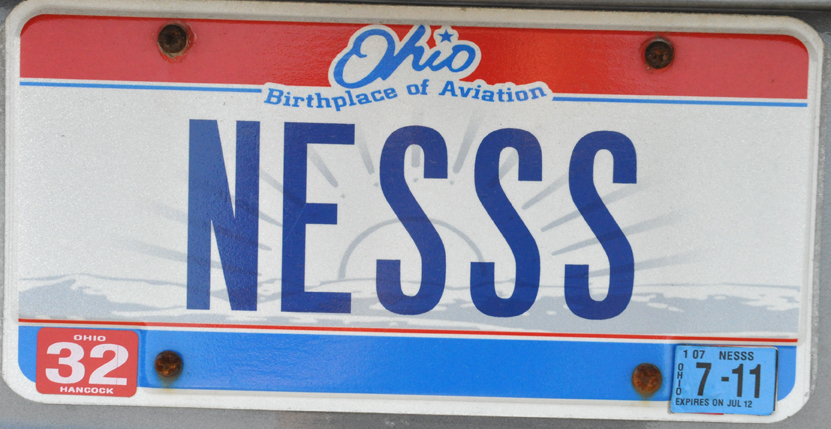 Ohio
Birthplace of Aviation
NESSS
OHIO
32
HANCOCK
1 07 NESSS
OHIO
7-11
EXPIRES ON JUL 12